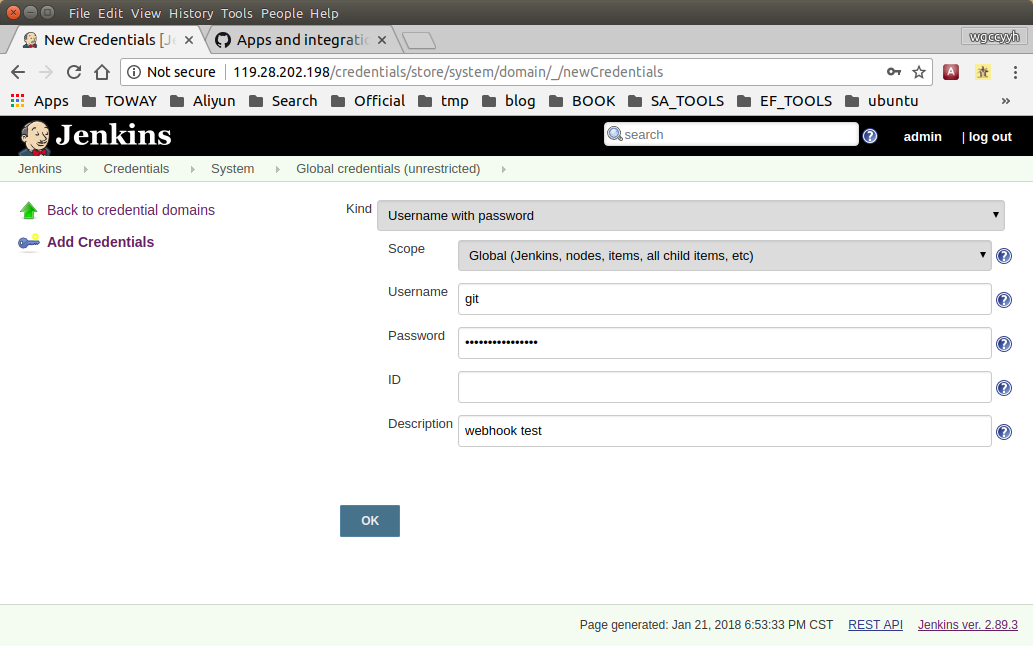 File Edit View History Tools People Help
New Credentials [Je
Apps and integratio
wgccyyh
Not secure 119.28.202.198/credentials/store/system/domain/_/newCredentials
Apps TOWAY Aliyun Search Official tmp blog BOOK SA_TOOLS EF_TOOLS ubuntu »
Jenkins search admin | log out
Jenkins Credentials System Global credentials (unrestricted)
Back to credential domains
Add Credentials
Kind Username with password
Scope Global (Jenkins, nodes, items, all child items, etc)
Username git
Password ••••••••••••••••
ID
Description webhook test
OK
Page generated: Jan 21, 2018 6:53:33 PM CST REST API Jenkins ver. 2.89.3